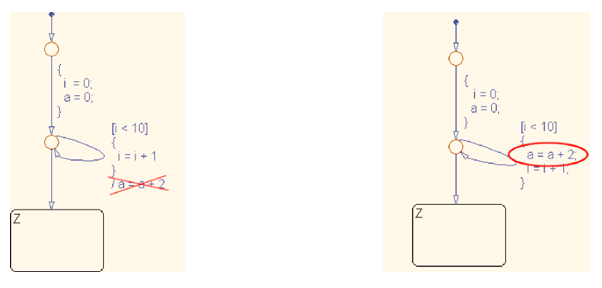 {
i = 0;
a = 0;
}
[i < 10]
{
i = i + 1
}
/ a = a + 2
Z
{
i = 0;
a = 0;
}
[i < 10]
{
a = a + 2;
i = i + 1;
}
Z